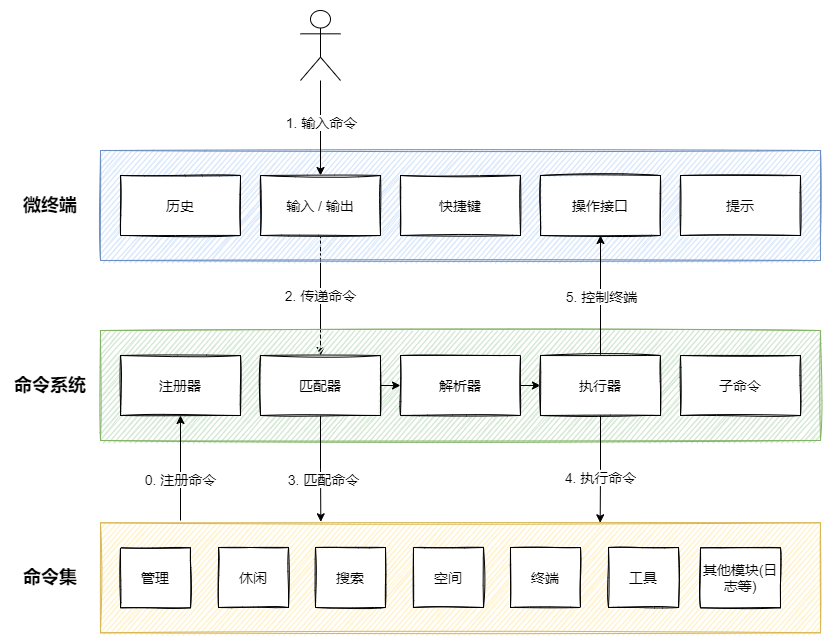 1. 输入命令
微终端
历史
输入 / 输出
快捷键
操作接口
提示
2. 传递命令
5. 控制终端
命令系统
注册器
匹配器
解析器
执行器
子命令
0. 注册命令
3. 匹配命令
4. 执行命令
命令集
管理
休闲
搜索
空间
终端
工具
其他模块(日
志等)